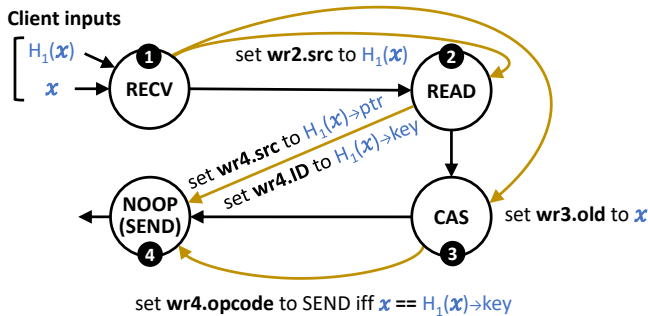 Client inputs
H₁(x)
x
1
RECV
set wr2.src to H₁(x)
2
READ
set wr4.src to H₁(x)→ptr
set wr4.ID to H₁(x)→key
NOOP
(SEND)
4
CAS
3
set wr3.old to x
set wr4.opcode to SEND iff x == H₁(x)→key